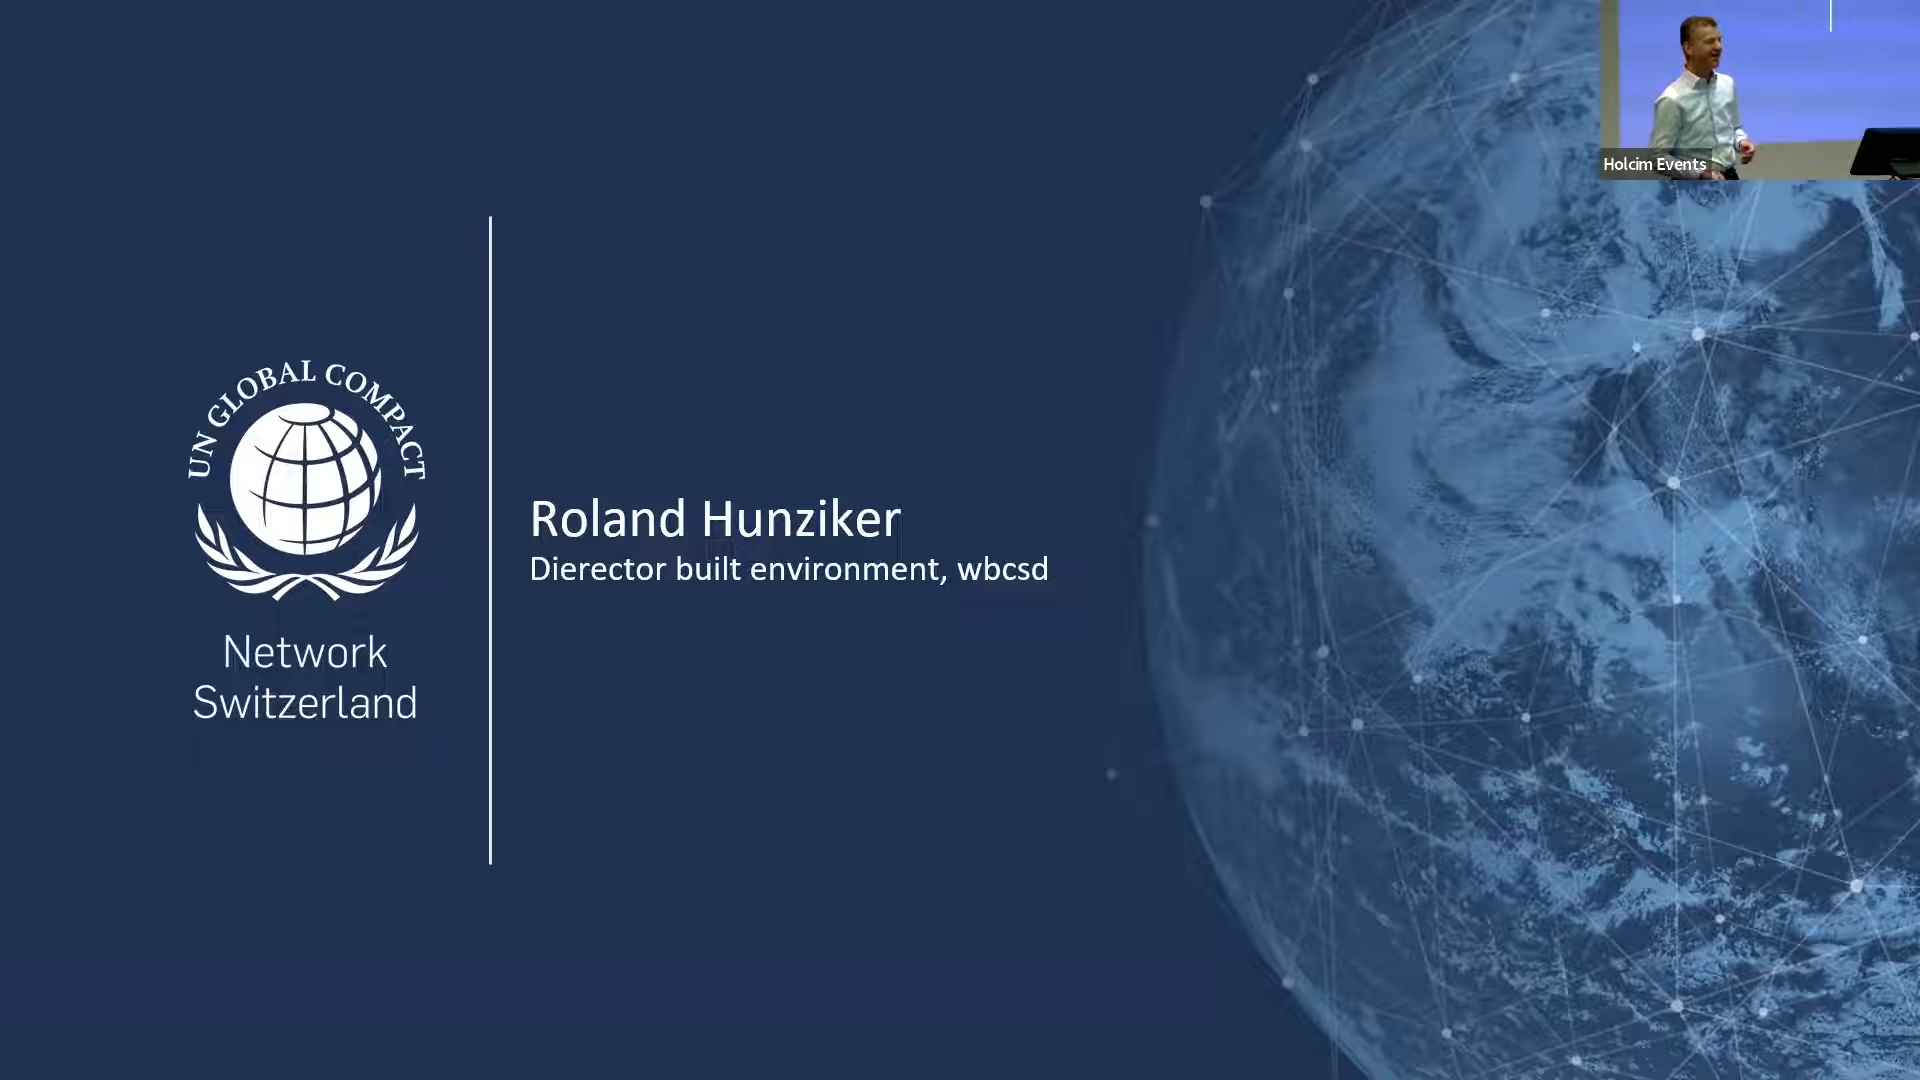 UN GLOBAL COMPACT
Network
Switzerland
Roland Hunziker
Dierector built environment, wbcsd
Holcim Events